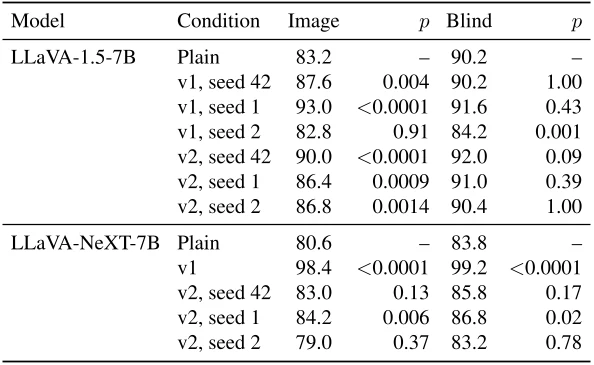 Model Condition Image p Blind p
LLaVA-1.5-7B Plain 83.2 – 90.2 –
v1, seed 42 87.6 0.004 90.2 1.00
v1, seed 1 93.0 <0.0001 91.6 0.43
v1, seed 2 82.8 0.91 84.2 0.001
v2, seed 42 90.0 <0.0001 92.0 0.09
v2, seed 1 86.4 0.0009 91.0 0.39
v2, seed 2 86.8 0.0014 90.4 1.00
LLaVA-NeXT-7B Plain 80.6 – 83.8 –
v1 98.4 <0.0001 99.2 <0.0001
v2, seed 42 83.0 0.13 85.8 0.17
v2, seed 1 84.2 0.006 86.8 0.02
v2, seed 2 79.0 0.37 83.2 0.78